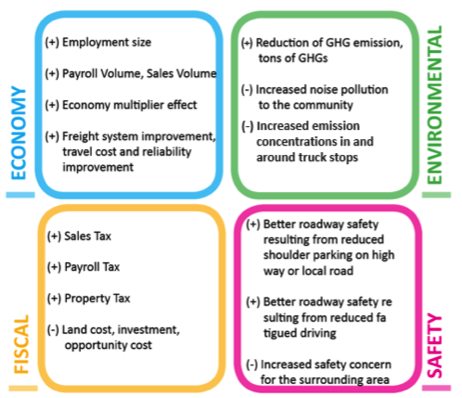 ECONOMY
(+) Employment size
(+) Payroll Volume, Sales Volume
(+) Economy multiplier effect
(+) Freight system improvement,
travel cost and reliability
improvement
ENVIRONMENTAL
(+) Reduction of GHG emission,
tons of GHGs
(-) Increased noise pollution
to the community
(-) Increased emission
concentrations in and
around truck stops
FISCAL
(+) Sales Tax
(+) Payroll Tax
(+) Property Tax
(-) Land cost, investment,
opportunity cost
SAFETY
(+) Better roadway safety
resulting from reduced
shoulder parking on high
way or local road
(+) Better roadway safety re
sulting from reduced fa
tigued driving
(-) Increased safety concern
for the surrounding area